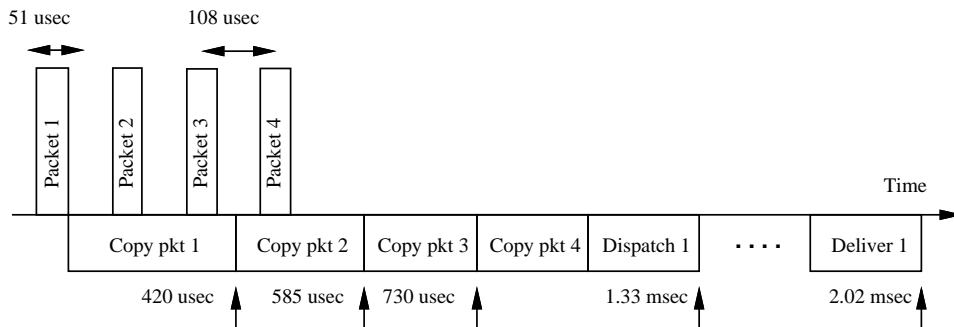 51 usec 108 usec
Packet 1 Packet 2 Packet 3 Packet 4
Time
Copy pkt 1 Copy pkt 2 Copy pkt 3 Copy pkt 4 Dispatch 1 . . . . Deliver 1
420 usec 585 usec 730 usec 1.33 msec 2.02 msec